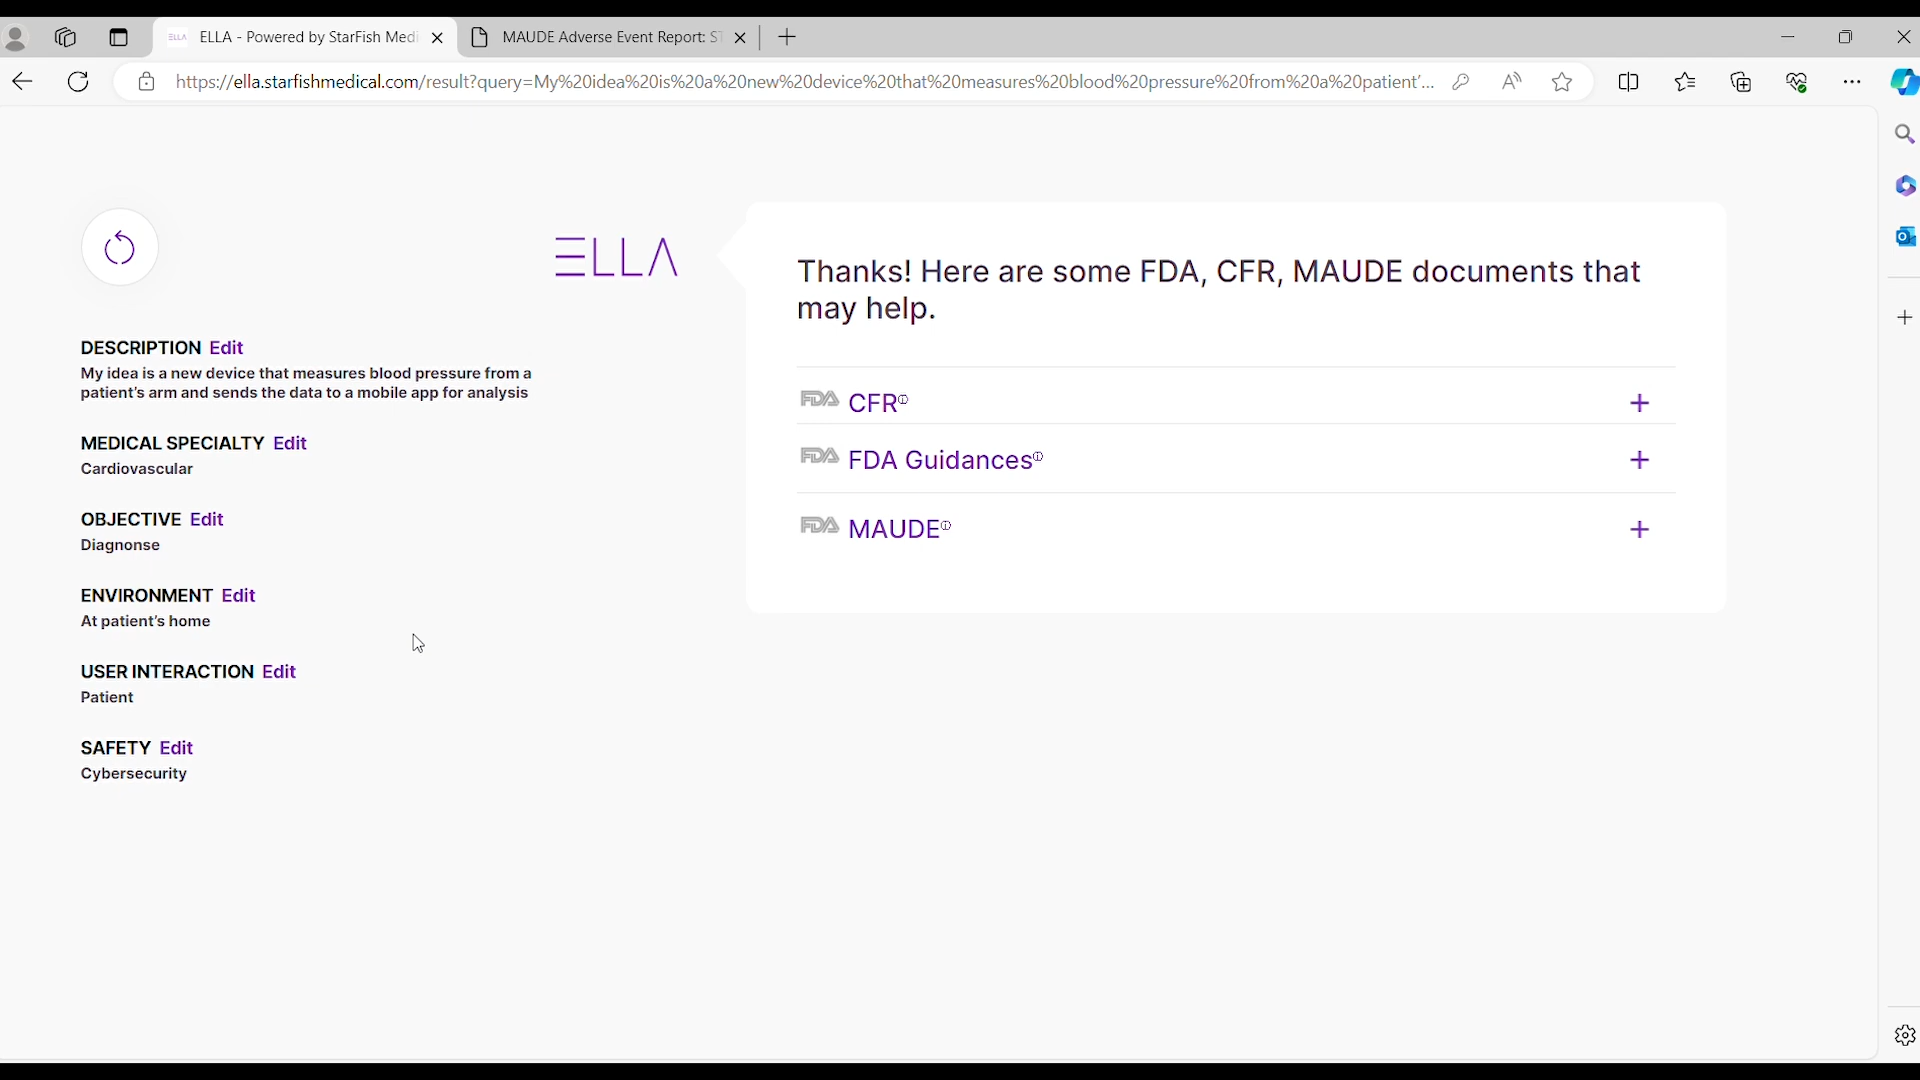 ELLA - Powered by StarFish Medi
MAUDE Adverse Event Report: ST
https://ella.starfishmedical.com/result?query=My%20idea%20is%20a%20new%20device%20that%20measures%20blood%20pressure%20from%20a%20patient'...
ELLA
Thanks! Here are some FDA, CFR, MAUDE documents that
may help.
FDA CFR
FDA FDA Guidances
FDA MAUDE
DESCRIPTION Edit
My idea is a new device that measures blood pressure from a
patient's arm and sends the data to a mobile app for analysis
MEDICAL SPECIALTY Edit
Cardiovascular
OBJECTIVE Edit
Diagnonse
ENVIRONMENT Edit
At patient's home
USER INTERACTION Edit
Patient
SAFETY Edit
Cybersecurity